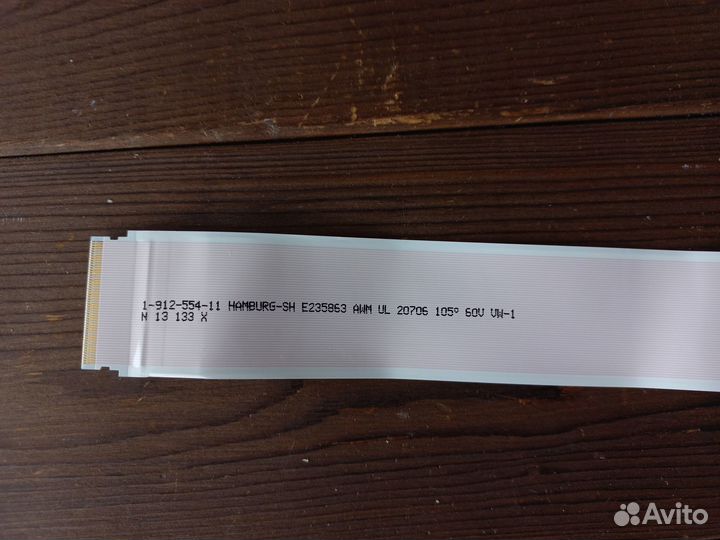 1-912-554-11 HAMBURG-SH E235863 AWM UL 20706 105° 60V VW-1
N 13 133 X
Avito